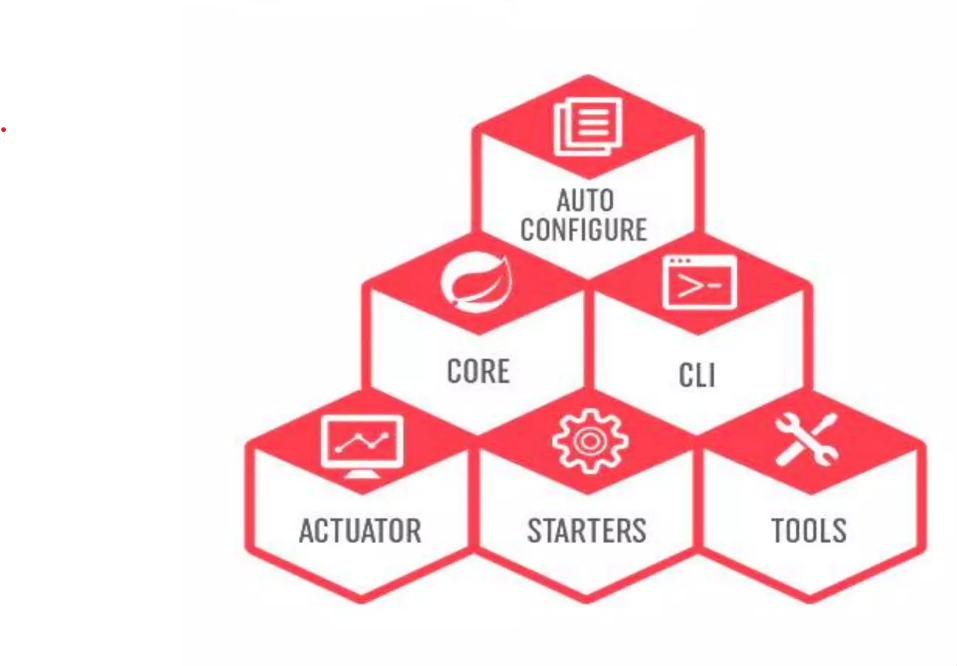 AUTO
CONFIGURE
CORE
CLI
ACTUATOR
STARTERS
TOOLS